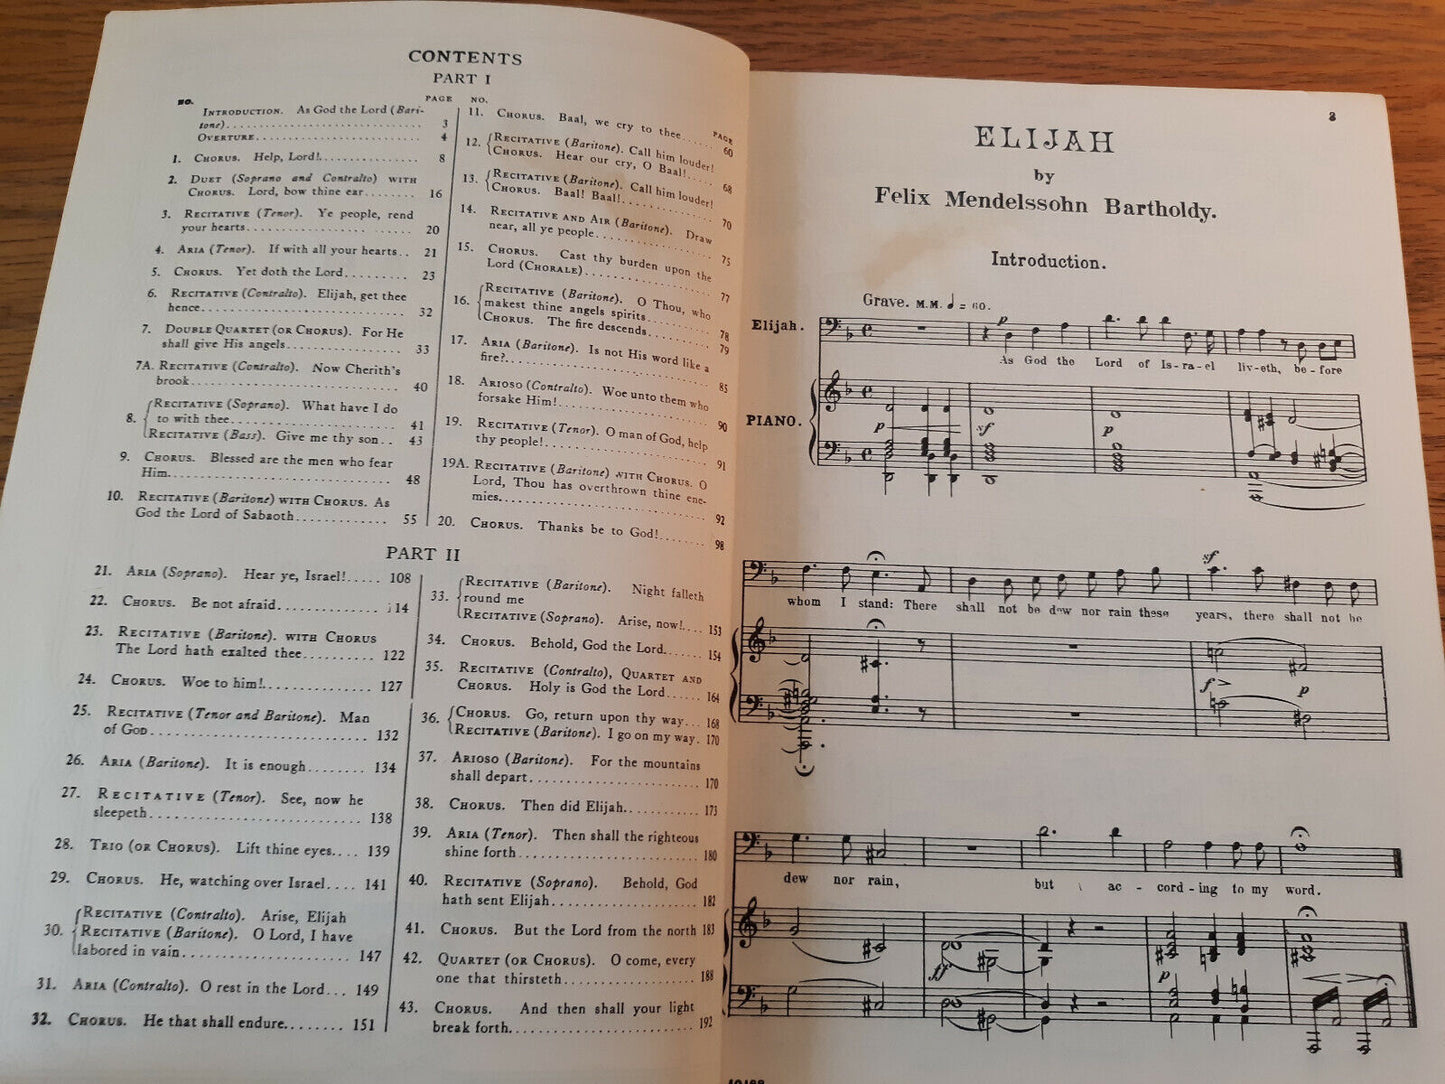 CONTENTS
PART I
NO.
PAGE
INTRODUCTION. As God the Lord (Bari-
tone) 3
OVERTURE 4
1. CHORUS. Help, Lord! 8
2. DUET (Soprano and Contralto) WITH
CHORUS. Lord, bow thine ear 16
3. RECITATIVE (Tenor). Ye people, rend
your hearts 20
4. ARIA (Tenor). If with all your hearts 21
5. CHORUS. Yet doth the Lord 23
6. RECITATIVE (Contralto). Elijah, get thee
hence 32
7. DOUBLE QUARTET (OR CHORUS). For He
shall give His angels 33
7A. RECITATIVE (Contralto). Now Cherith's
brook 40
8. RECITATIVE (Soprano). What have I do
to with thee 41
RECITATIVE (Bass). Give me thy son 43
9. CHORUS. Blessed are the men who fear
Him 48
10. RECITATIVE (Baritone) WITH CHORUS. As
God the Lord of Sabaoth 55
NO.
PAGE
11. CHORUS. Baal, we cry to thee 60
12. RECITATIVE (Baritone). Call him louder!
CHORUS. Hear our cry, O Baal! 68
13. RECITATIVE (Baritone). Call him louder!
CHORUS. Baal! Baal! 70
14. RECITATIVE AND AIR (Baritone). Draw
near, all ye people 75
15. CHORUS. Cast thy burden upon the
Lord (CHORALE) 77
16. RECITATIVE (Baritone). O Thou, who
makest thine angels spirits 78
CHORUS. The fire descends 79
17. ARIA (Baritone). Is not His word like a
fire? 85
18. ARIOSO (Contralto). Woe unto them who
forsake Him! 90
19. RECITATIVE (Tenor). O man of God, help
thy people! 91
19A. RECITATIVE (Baritone) WITH CHORUS. O
Lord, Thou has overthrown thine ene-
mies 92
20. CHORUS. Thanks be to God! 98
PART II
21. ARIA (Soprano). Hear ye, Israel! 108
22. CHORUS. Be not afraid 114
23. RECITATIVE (Baritone). WITH CHORUS
The Lord hath exalted thee 122
24. CHORUS. Woe to him! 127
25. RECITATIVE (Tenor and Baritone). Man
of GOD 132
26. ARIA (Baritone). It is enough 134
27. RECITATIVE (Tenor). See, now he
sleepeth 138
28. TRIO (OR CHORUS). Lift thine eyes 139
29. CHORUS. He, watching over Israel 141
30. RECITATIVE (Contralto). Arise, Elijah
RECITATIVE (Baritone). O Lord, I have
labored in vain 147
31. ARIA (Contralto). O rest in the Lord 149
32. CHORUS. He that shall endure 151
33. RECITATIVE (Baritone). Night falleth
round me
RECITATIVE (Soprano). Arise, now! 153
34. CHORUS. Behold, God the Lord 154
35. RECITATIVE (Contralto), QUARTET AND
CHORUS. Holy is God the Lord 164
36. CHORUS. Go, return upon thy way 168
RECITATIVE (Baritone). I go on my way. 170
37. ARIOSO (Baritone). For the mountains
shall depart 170
38. CHORUS. Then did Elijah 173
39. ARIA (Tenor). Then shall the righteous
shine forth 180
40. RECITATIVE (Soprano). Behold, God
hath sent Elijah 182
41. CHORUS. But the Lord from the north 183
42. QUARTET (OR CHORUS). O come, every
one that thirsteth 188
43. CHORUS. And then shall your light
break forth 192
3
ELIJAH
by
Felix Mendelssohn Bartholdy.
Introduction.
Grave. M.M. = 60.
Elijah.
p
As God the Lord of Is-ra-el liv-eth, be-fore
PIANO.
p sf p
sf
whom I stand: There shall not be dew nor rain these years, there shall not be
f p
dew nor rain, but ac-cord-ing to my word.
ff p